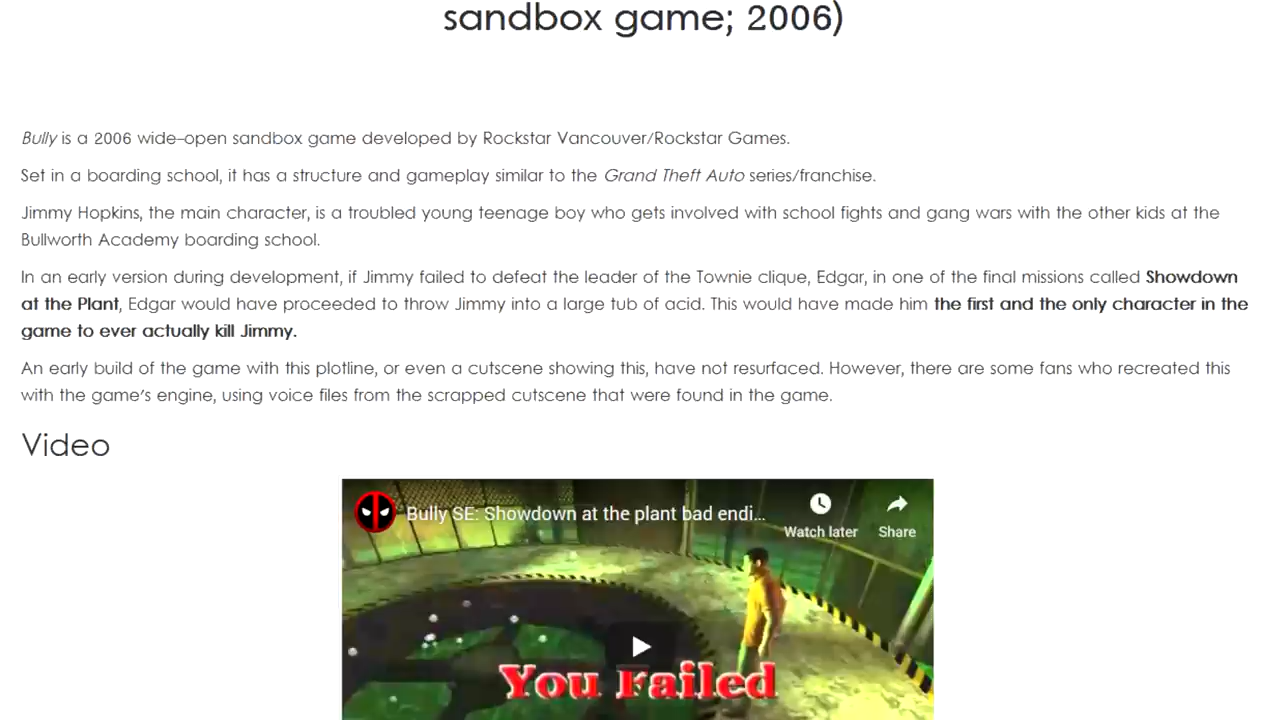 sandbox game; 2006)
Bully is a 2006 wide-open sandbox game developed by Rockstar Vancouver/Rockstar Games.
Set in a boarding school, it has a structure and gameplay similar to the Grand Theft Auto series/franchise.
Jimmy Hopkins, the main character, is a troubled young teenage boy who gets involved with school fights and gang wars with the other kids at the
Bullworth Academy boarding school.
In an early version during development, if Jimmy failed to defeat the leader of the Townie clique, Edgar, in one of the final missions called Showdown
at the Plant, Edgar would have proceeded to throw Jimmy into a large tub of acid. This would have made him the first and the only character in the
game to ever actually kill Jimmy.
An early build of the game with this plotline, or even a cutscene showing this, have not resurfaced. However, there are some fans who recreated this
with the game's engine, using voice files from the scrapped cutscene that were found in the game.
Video
Bully SE: Showdown at the plant bad endi...
Watch later
Share
You Failed